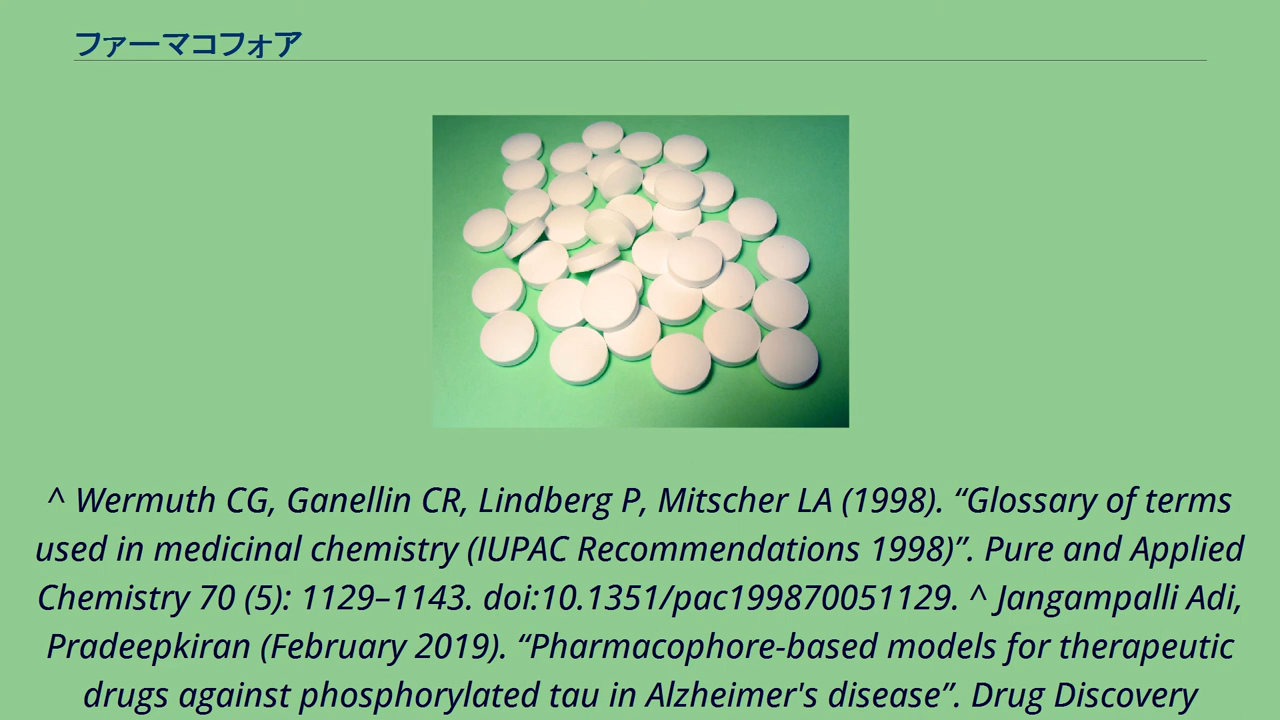 ファーマコフォア
^ Wermuth CG, Ganellin CR, Lindberg P, Mitscher LA (1998). “Glossary of terms
used in medicinal chemistry (IUPAC Recommendations 1998)”. Pure and Applied
Chemistry 70 (5): 1129–1143. doi:10.1351/pac199870051129. ^ Jangampalli Adi,
Pradeepkiran (February 2019). “Pharmacophore-based models for therapeutic
drugs against phosphorylated tau in Alzheimer's disease”. Drug Discovery